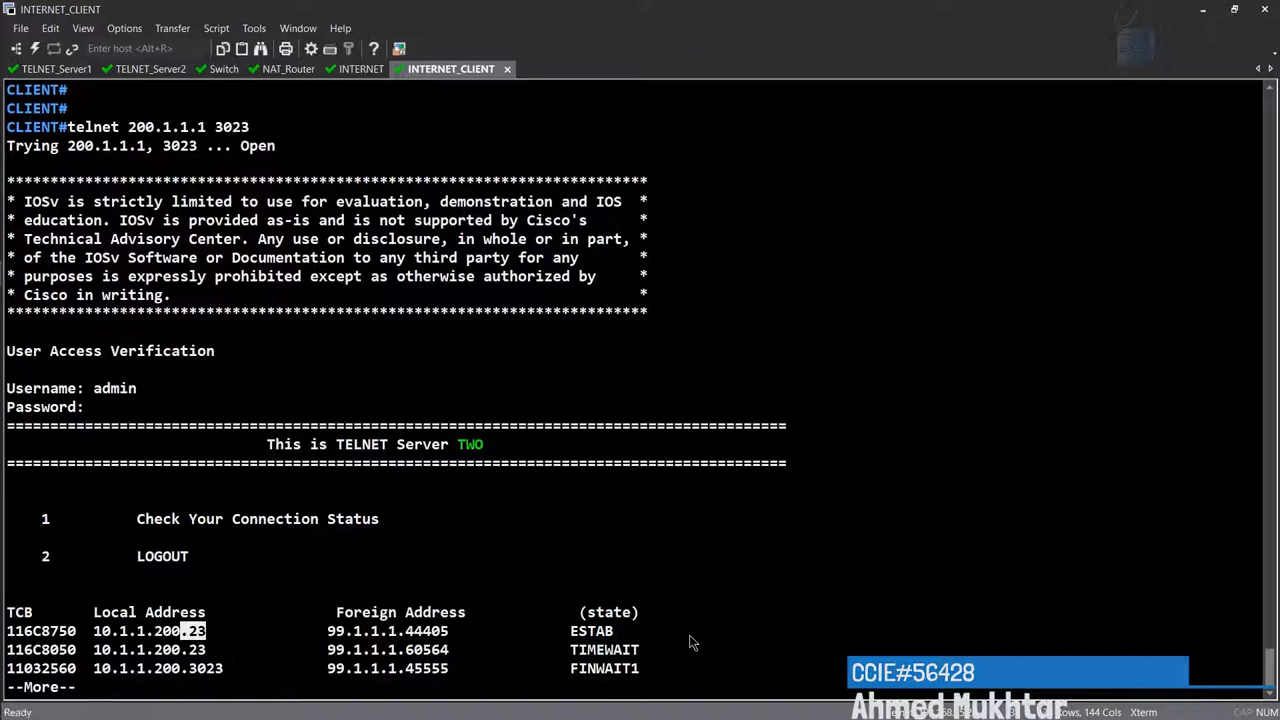 INTERNET_CLIENT
File Edit View Options Transfer Script Tools Window Help
Enter host <Alt+R>
TELNET_Server1 TELNET_Server2 Switch NAT_Router INTERNET INTERNET_CLIENT
CLIENT#
CLIENT#
CLIENT#telnet 200.1.1.1 3023
Trying 200.1.1.1, 3023 ... Open
**************************************************************************
* IOSv is strictly limited to use for evaluation, demonstration and IOS  *
* education. IOSv is provided as-is and is not supported by Cisco's      *
* Technical Advisory Center. Any use or disclosure, in whole or in part, *
* of the IOSv Software or Documentation to any third party for any       *
* purposes is expressly prohibited except as otherwise authorized by     *
* Cisco in writing.                                                      *
**************************************************************************
User Access Verification
Username: admin
Password:
==========================================================================================
This is TELNET Server TWO
==========================================================================================
1 Check Your Connection Status
2 LOGOUT
TCB Local Address Foreign Address (state)
116C8750 10.1.1.200.23 99.1.1.1.44405 ESTAB
116C8050 10.1.1.200.23 99.1.1.1.60564 TIMEWAIT
11032560 10.1.1.200.3023 99.1.1.1.45555 FINWAIT1
--More--
CCIE#56428
Ahmed Mukhtar
Ready Rows, 144 Cols Xterm CAP NUM